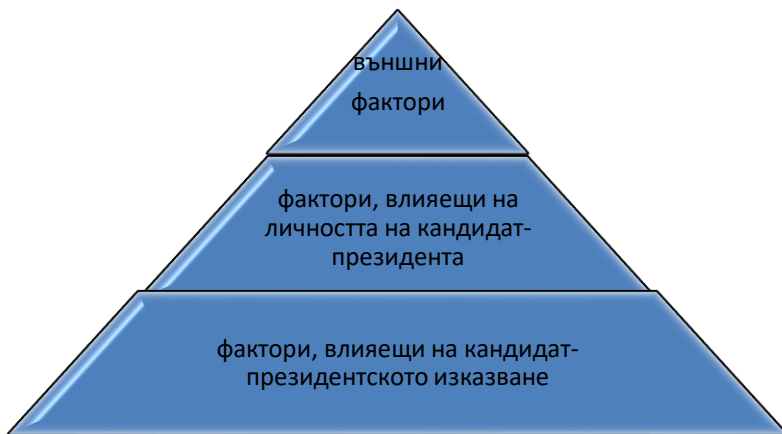 външни
фактори
фактори, влияещи на
личността на кандидат-
президента
фактори, влияещи на кандидат-
президентското изказване